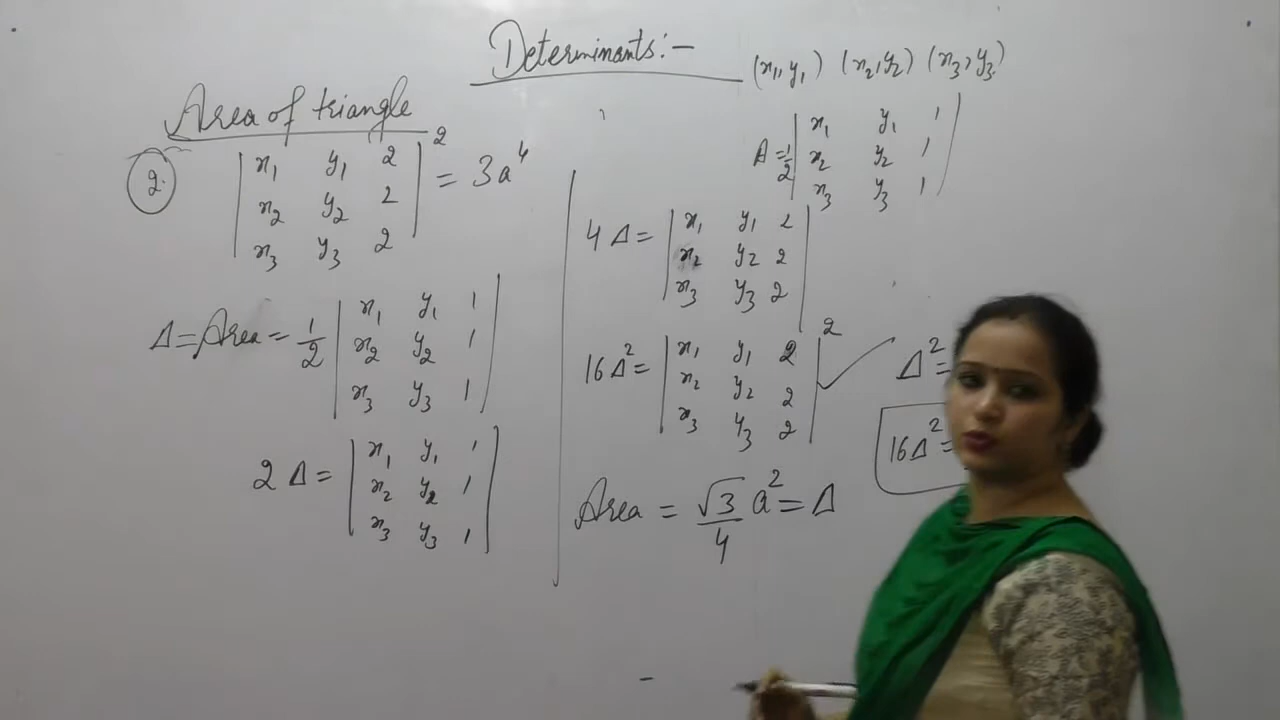 Determinants:-
(x₁, y₁) (x₂, y₂) (x₃, y₃)
Area of triangle
2.
| x₁ y₁ 2 |² = 3a⁴
| x₂ y₂ 2 |
| x₃ y₃ 2 |
Δ = Area = 1/2 | x₁ y₁ 1 |
| x₂ y₂ 1 |
| x₃ y₃ 1 |
2 Δ = | x₁ y₁ 1 |
| x₂ y₂ 1 |
| x₃ y₃ 1 |
Δ = 1/2 | x₁ y₁ 1 |
| x₂ y₂ 1 |
| x₃ y₃ 1 |
4 Δ = | x₁ y₁ 2 |
| x₂ y₂ 2 |
| x₃ y₃ 2 |
16Δ² = | x₁ y₁ 2 |²
| x₂ y₂ 2 |
| x₃ y₃ 2 |
Area = √3/4 a² = Δ
Δ² =
16Δ² =